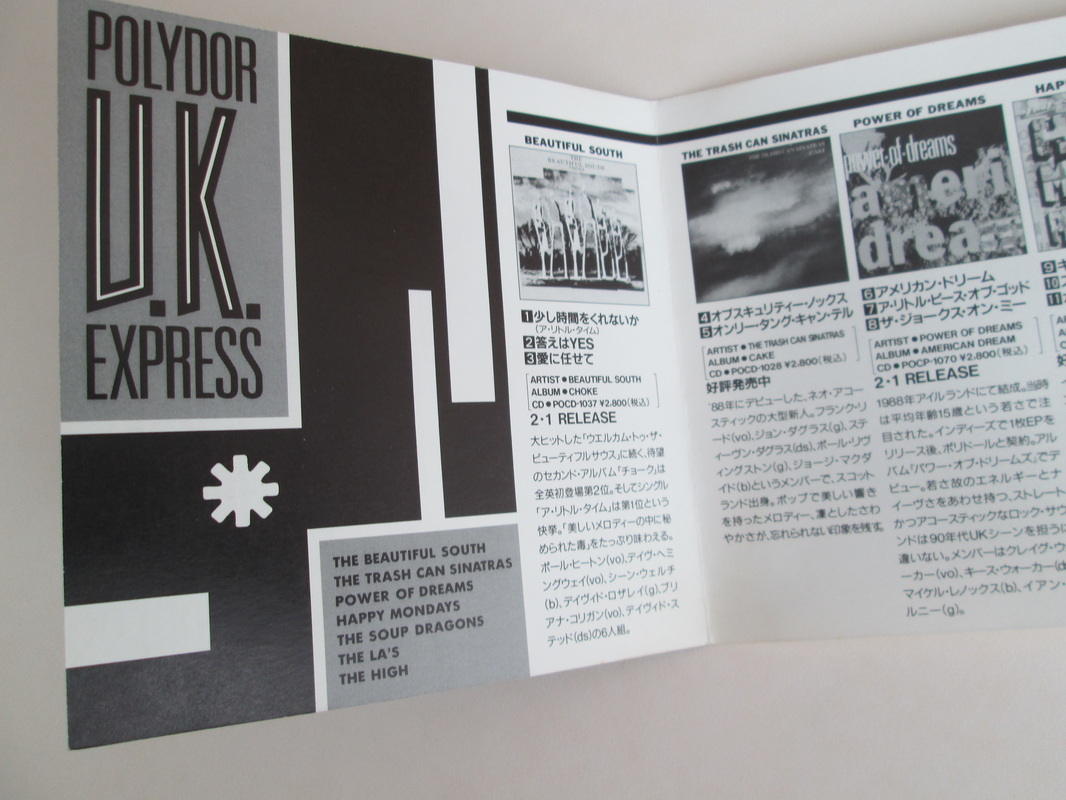 POLYDOR
U.K.
EXPRESS
THE BEAUTIFUL SOUTH
THE TRASH CAN SINATRAS
POWER OF DREAMS
HAPPY MONDAYS
THE SOUP DRAGONS
THE LA'S
THE HIGH
BEAUTIFUL SOUTH
THE
BEAUTIFUL SOUTH
1少し時間をくれないか
(ア・リトル・タイム)
2答えはYES
3愛に任せて
ARTIST●BEAUTIFUL SOUTH
ALBUM●CHOKE
CD●POCD-1037 ¥2.800(税込)
2・1 RELEASE
大ヒットした「ウエルカム・トゥ・ザ・
ビューティフルサウス」に続く、待望
のセカンド・アルバム「チョーク」は
全英初登場第2位。そしてシングル
「ア・リトル・タイム」は第1位という
快挙。「美しいメロディーの中に秘
められた毒」をたっぷり味わえる。
ポール・ヒートン(vo)、デイヴ・ヘミ
ングウェイ(vo)、シーン・ウェルチ
(b)、デイヴィド・ロザレイ(g)、ブリ
アナ・コリガン(vo)、デイヴィド・ス
テッド(ds)の6人組。
THE TRASH CAN SINATRAS
THE TRASH CAN SINATRAS
CAKE
4オブスキュリティー・ノックス
5オンリー・タング・キャン・テル
ARTIST●THE TRASH CAN SINATRAS
ALBUM●CAKE
CD●POCD-1028 ¥2.800(税込)
好評発売中
'88年にデビューした、ネオ・アコー
スティックの大型新人。フランク・リ
ード(vo)、ジョン・ダグラス(g)、ステ
ィーヴン・ダグラス(ds)、ポール・リヴ
ィングストン(g)、ジョージ・マクダ
イド(b)というメンバーで、スコット
ランド出身。ポップで美しい響き
を持ったメロディー、凛としたさわ
やかさが、忘れられない印象を残す。
POWER OF DREAMS
power of dreams
ameri
drea
6アメリカン・ドリーム
7ア・リトル・ピース・オブ・ゴッド
8ザ・ジョークス・オン・ミー
ARTIST●POWER OF DREAMS
ALBUM●AMERICAN DREAM
CD●POCP-1070 ¥2.800(税込)
2・1 RELEASE
1988年アイルランドにて結成。当時
は平均年齢15歳という若さで注
目された。インディーズで1枚EPを
リリース後、ポリドールと契約。アル
バム「パワー・オブ・ドリームズ」でデ
ビュー。若さ故のエネルギーとナ
イーヴさをあわせ持つ、ストレート
かつアコースティックなロック・サウ
ンドは90年代UKシーンを担うに
違いない。メンバーはクレイグ・ウ
ーカー(vo)、キース・ウォーカー(d
マイケル・レノックス(b)、イアン・
ルニー(g)。
HAP
9
10
11